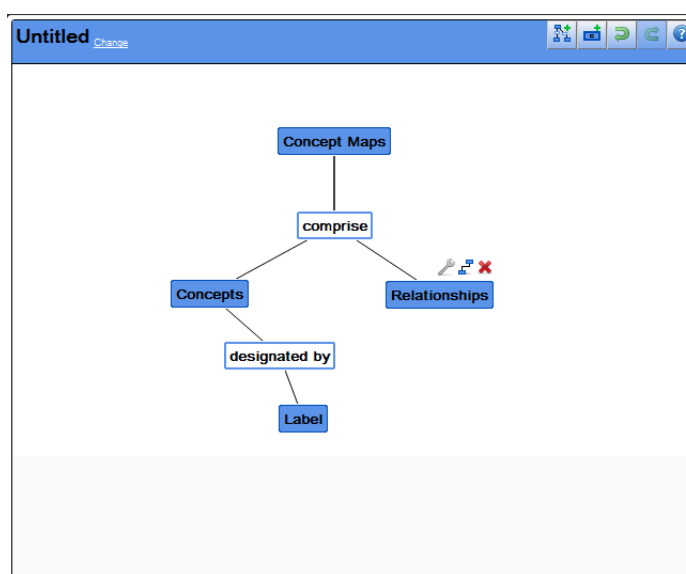 Untitled Change
Concept Maps
comprise
Concepts
Relationships
designated by
Label